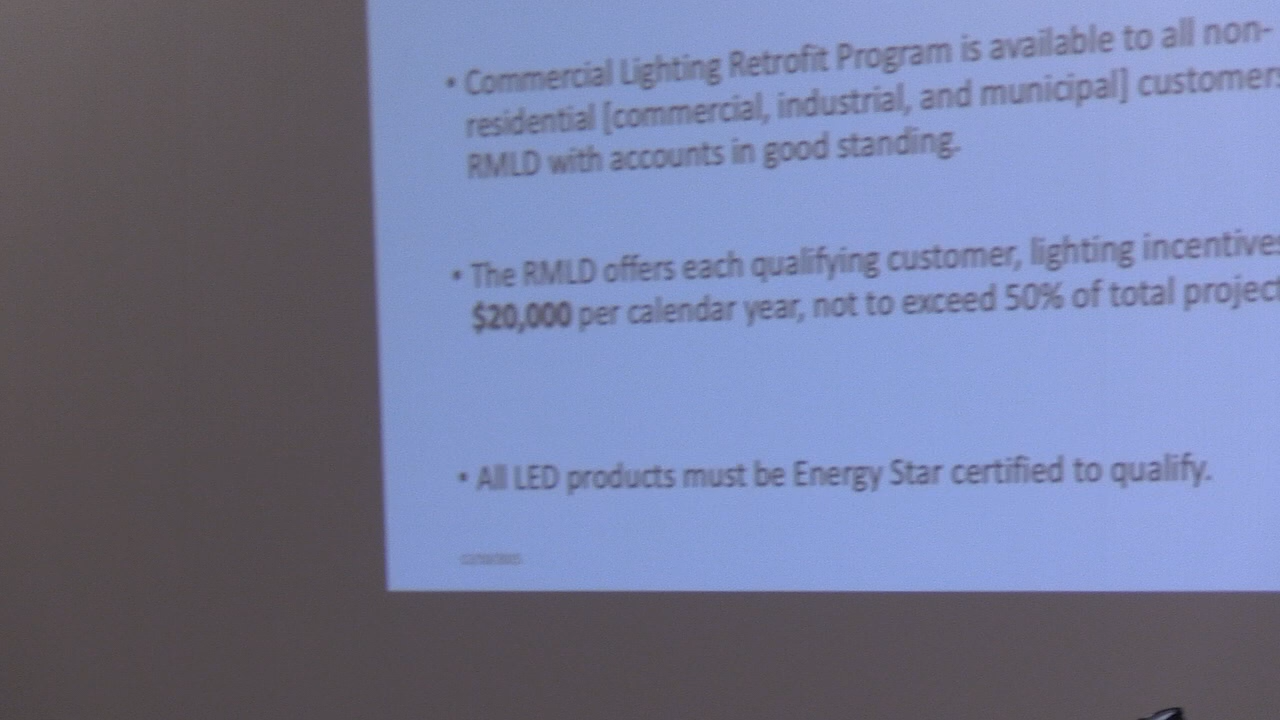 • Commercial Lighting Retrofit Program is available to all non-
residential [commercial, industrial, and municipal] customers
RMLD with accounts in good standing.
• The RMLD offers each qualifying customer, lighting incentives
$20,000 per calendar year, not to exceed 50% of total project
• All LED products must be Energy Star certified to qualify.